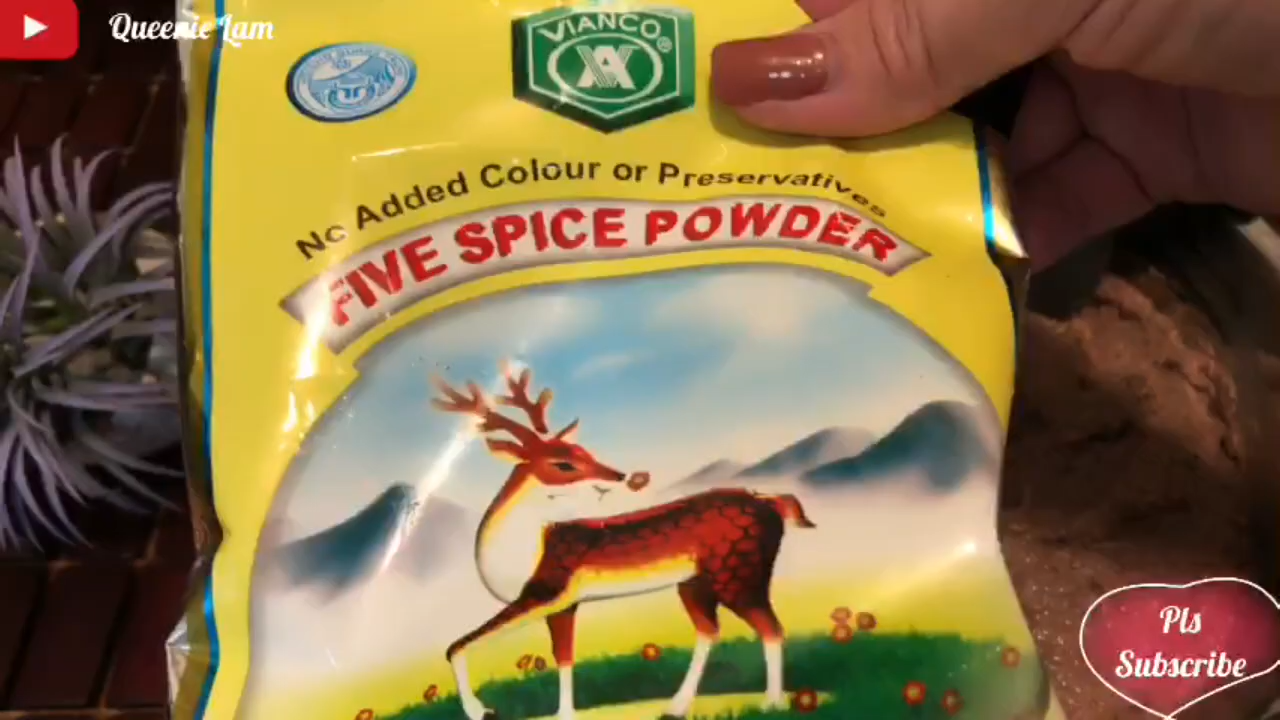 Queenie Lam
VIANCO®
No Added Colour or Preservatives
FIVE SPICE POWDER
Pls
Subscribe